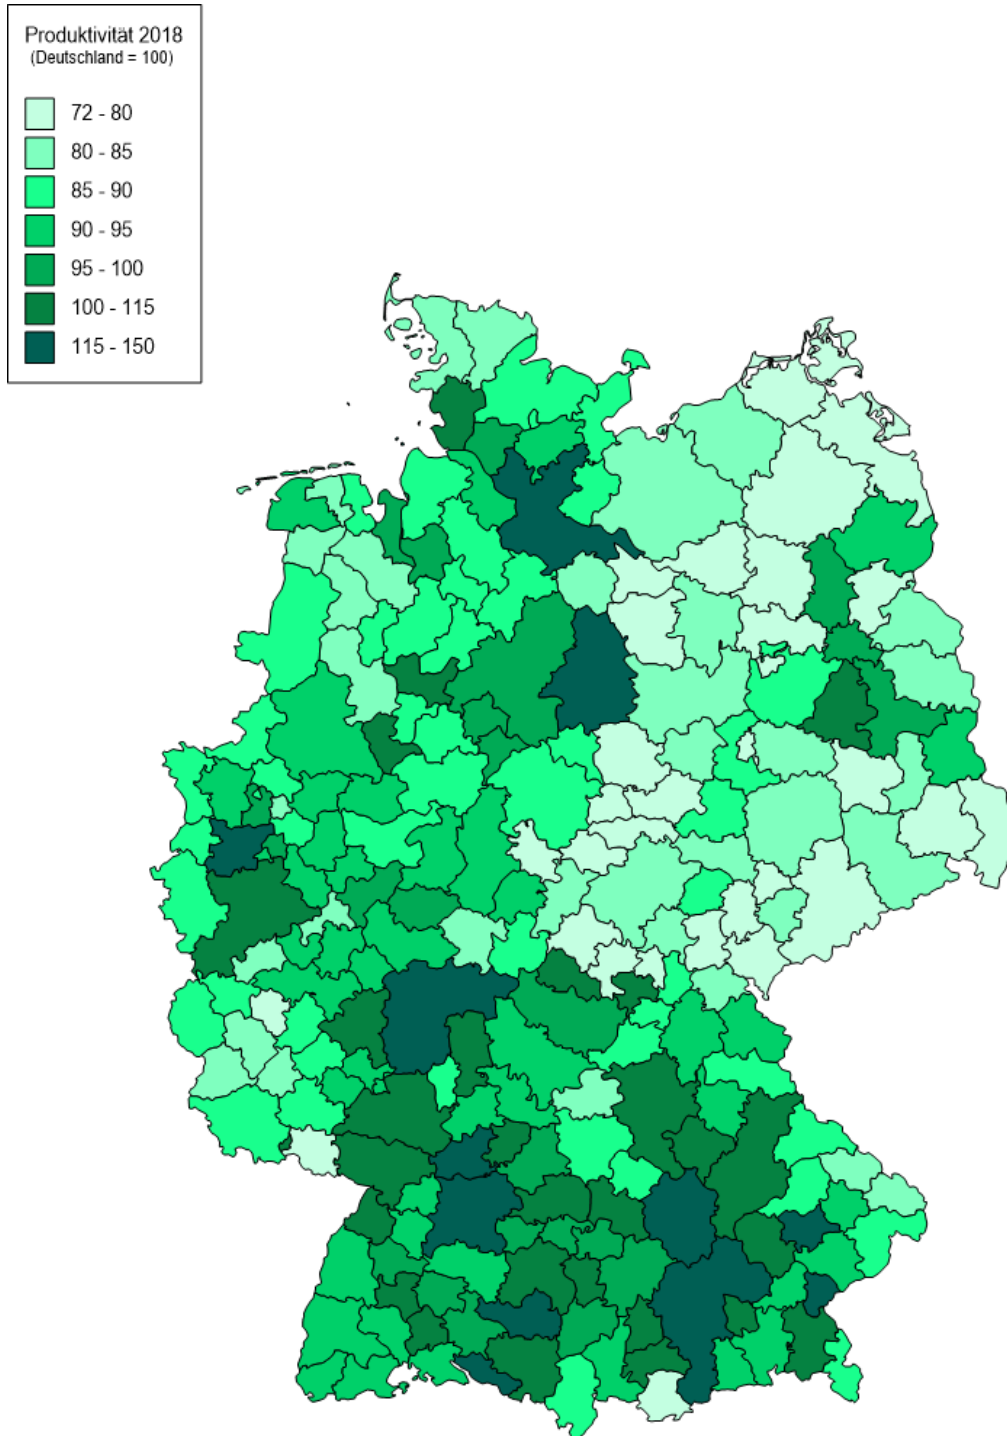 Produktivität 2018
(Deutschland = 100)
72 - 80
80 - 85
85 - 90
90 - 95
95 - 100
100 - 115
115 - 150